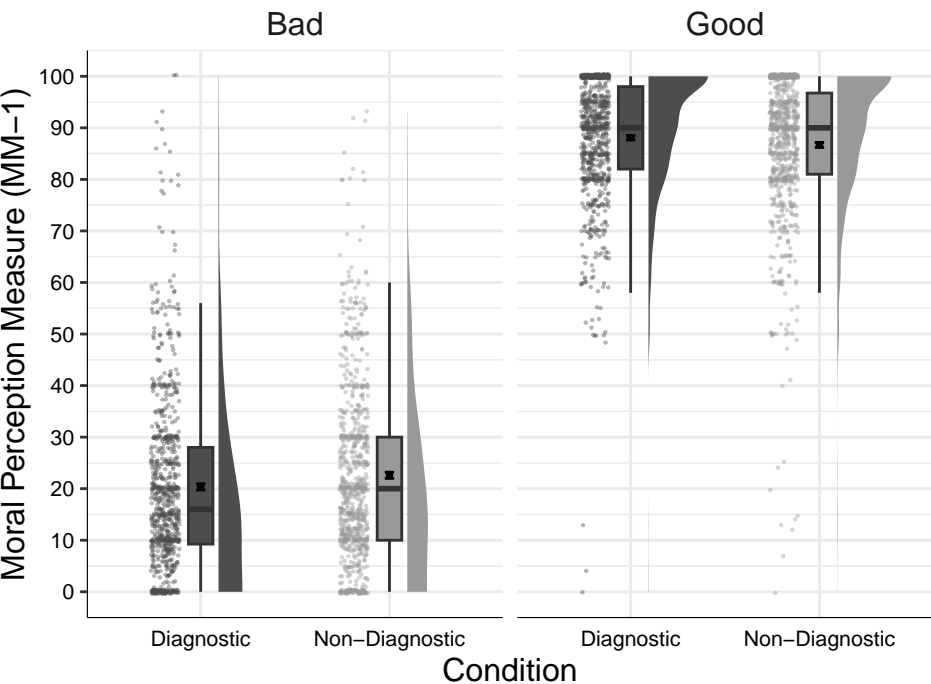 Bad Good
Moral Perception Measure (MM−1)
100
90
80
70
60
50
40
30
20
10
0
Diagnostic Non−Diagnostic Diagnostic Non−Diagnostic
Condition